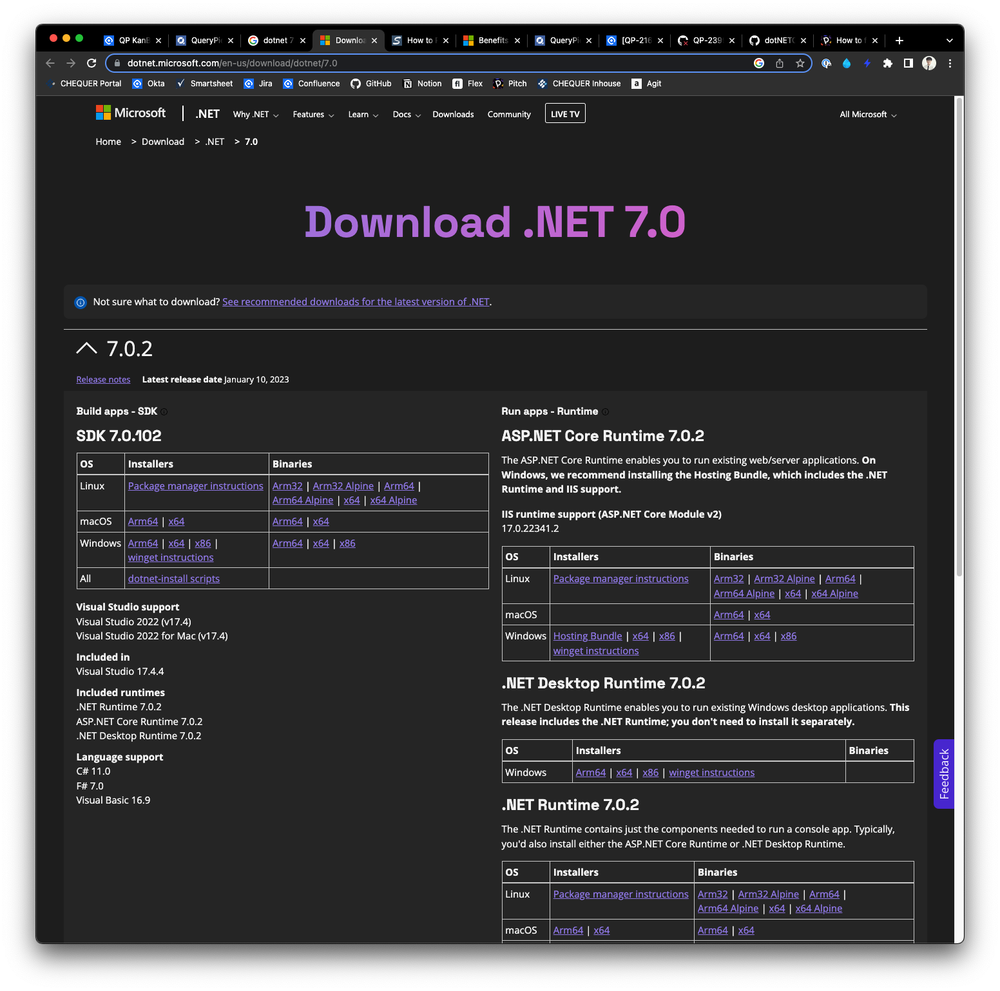 QP Kan
QueryPi
dotnet 7
Downloa
How to
Benefits
QueryPi
[QP-216
QP-239
dotNET
How to
dotnet.microsoft.com/en-us/download/dotnet/7.0
CHEQUER Portal Okta Smartsheet Jira Confluence GitHub Notion Flex Pitch CHEQUER Inhouse Agit
Microsoft .NET Why .NET Features Learn Docs Downloads Community LIVE TV All Microsoft
Home > Download > .NET > 7.0
Download .NET 7.0
Not sure what to download? See recommended downloads for the latest version of .NET.
7.0.2
Release notes Latest release date January 10, 2023
Build apps - SDK
SDK 7.0.102
OS Installers Binaries
Linux Package manager instructions Arm32 | Arm32 Alpine | Arm64 |
Arm64 Alpine | x64 | x64 Alpine
macOS Arm64 | x64 Arm64 | x64
Windows Arm64 | x64 | x86 | Arm64 | x64 | x86
winget instructions
All dotnet-install scripts
Visual Studio support
Visual Studio 2022 (v17.4)
Visual Studio 2022 for Mac (v17.4)
Included in
Visual Studio 17.4.4
Included runtimes
.NET Runtime 7.0.2
ASP.NET Core Runtime 7.0.2
.NET Desktop Runtime 7.0.2
Language support
C# 11.0
F# 7.0
Visual Basic 16.9
Run apps - Runtime
ASP.NET Core Runtime 7.0.2
The ASP.NET Core Runtime enables you to run existing web/server applications. On
Windows, we recommend installing the Hosting Bundle, which includes the .NET
Runtime and IIS support.
IIS runtime support (ASP.NET Core Module v2)
17.0.22341.2
OS Installers Binaries
Linux Package manager instructions Arm32 | Arm32 Alpine | Arm64 |
Arm64 Alpine | x64 | x64 Alpine
macOS Arm64 | x64
Windows Hosting Bundle | x64 | x86 | Arm64 | x64 | x86
winget instructions
.NET Desktop Runtime 7.0.2
The .NET Desktop Runtime enables you to run existing Windows desktop applications. This
release includes the .NET Runtime; you don't need to install it separately.
OS Installers Binaries
Windows Arm64 | x64 | x86 | winget instructions
.NET Runtime 7.0.2
The .NET Runtime contains just the components needed to run a console app. Typically,
you'd also install either the ASP.NET Core Runtime or .NET Desktop Runtime.
OS Installers Binaries
Linux Package manager instructions Arm32 | Arm32 Alpine | Arm64 |
Arm64 Alpine | x64 | x64 Alpine
macOS Arm64 | x64 Arm64 | x64
Feedback